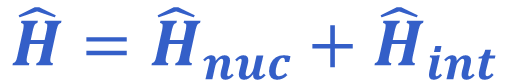 Ĥ = Ĥ_nuc + Ĥ_int